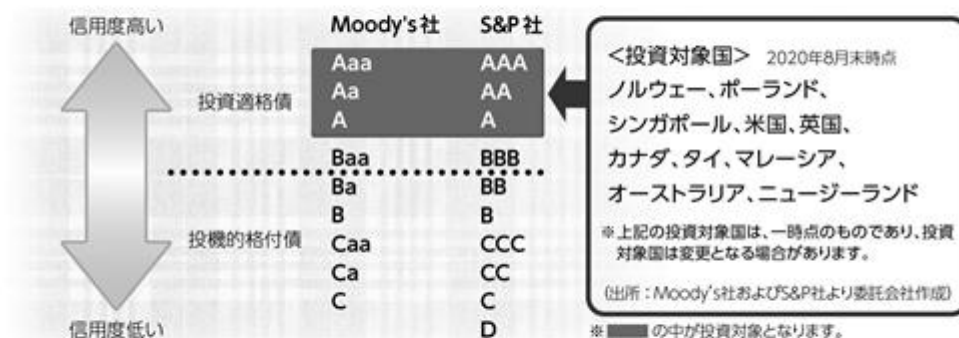 信用度高い
Moody's社 S&P社
Aaa AAA
投資適格債 Aa AA
A A
Baa BBB
Ba BB
B B
投機的格付債 Caa CCC
Ca CC
C C
信用度低い D
＜投資対象国＞ 2020年8月末時点
ノルウェー、ポーランド、
シンガポール、米国、英国、
カナダ、タイ、マレーシア、
オーストラリア、ニュージーランド
※上記の投資対象国は、一時点のものであり、投資
対象国は変更となる場合があります。
(出所：Moody's社およびS&P社より委託会社作成)
※ の中が投資対象となります。